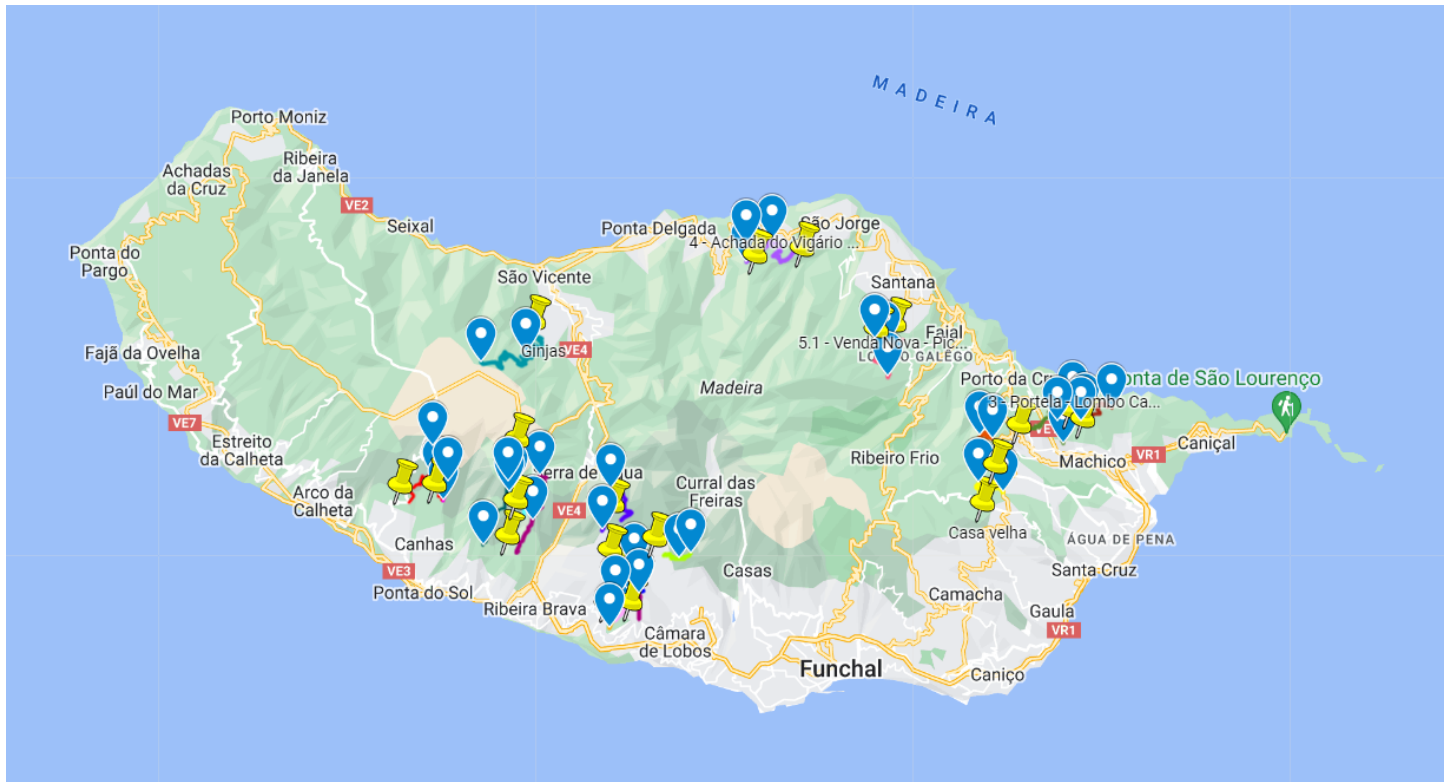 MADEIRA
Porto Moniz
Ribeira
da Janela
Achadas
da Cruz
VE2
Seixal
Ponta Delgada
São Jorge
4 - Achada do Vigário ...
Ponta do
Pargo
São Vicente
Santana
Fajã da Ovelha
Ginjas
VE4
5.1 - Venda Nova - Pic...
Faial
Paúl do Mar
Madeira
Porto da Cru
onta de São Lourenço
3 - Portela - Lombo Ca...
VE7
Estreito
da Calheta
Caniçal
Ribeiro Frio
Machico
VR1
Arco da
Calheta
Curral das
Freiras
VE4
Canhas
Casa velha
ÁGUA DE PENA
VE3
Casas
Santa Cruz
Ponta do Sol
Ribeira Brava
Camacha
Gaula
Câmara
de Lobos
VR1
Funchal
Caniço